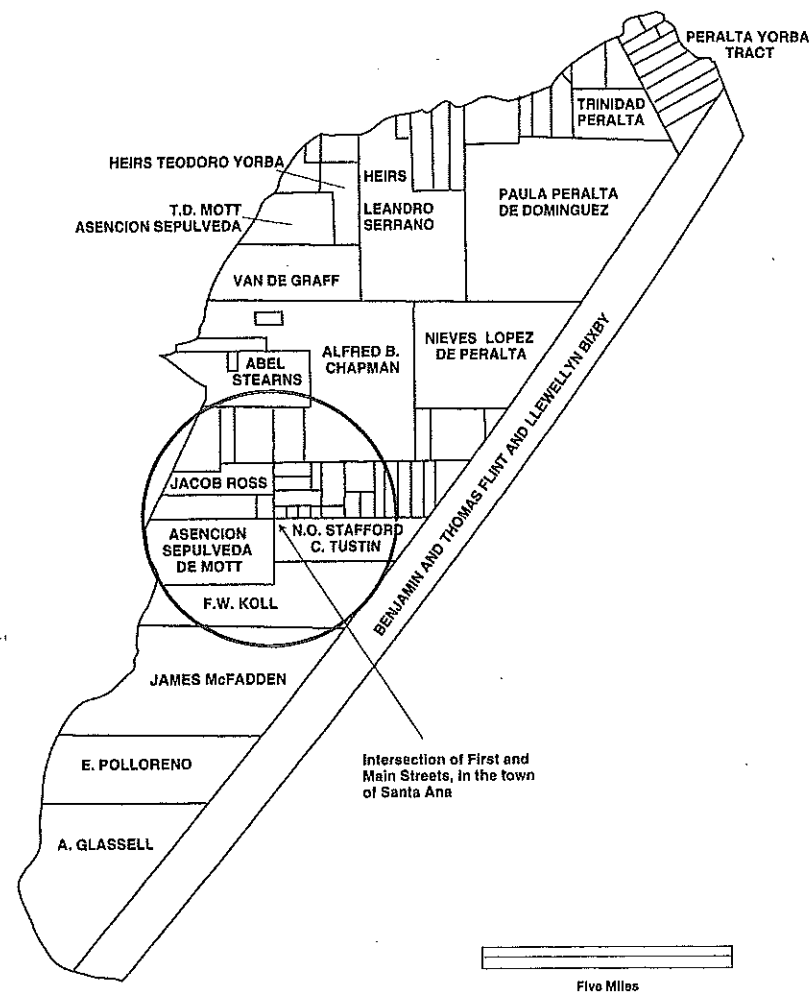 PERALTA YORBA
TRACT
TRINIDAD
PERALTA
HEIRS TEODORO YORBA
HEIRS
LEANDRO
SERRANO
PAULA PERALTA
DE DOMINGUEZ
T.D. MOTT
ASENCION SEPULVEDA
VAN DE GRAFF
ALFRED B.
CHAPMAN
NIEVES LOPEZ
DE PERALTA
ABEL
STEARNS
BENJAMIN AND THOMAS FLINT AND LLEWELLYN BIXBY
JACOB ROSS
ASENCION
SEPULVEDA
DE MOTT
N.O. STAFFORD
C. TUSTIN
F.W. KOLL
JAMES McFADDEN
Intersection of First and
Main Streets, in the town
of Santa Ana
E. POLLORENO
A. GLASSELL
Five Miles